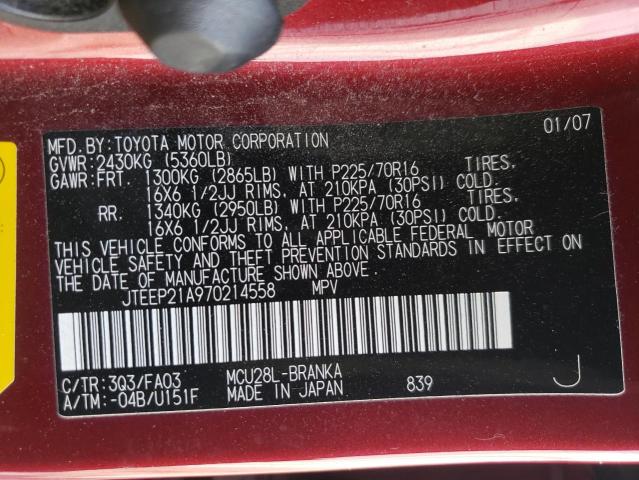 MFD. BY: TOYOTA MOTOR CORPORATION 01/07
GVWR: 2430KG (5360LB)
GAWR: FRT. 1300KG (2865LB) WITH P225/70R16 TIRES.
16X6 1/2JJ RIMS, AT 210KPA (30PSI) COLD.
RR. 1340KG (2950LB) WITH P225/70R16 TIRES.
16X6 1/2JJ RIMS, AT 210KPA (30PSI) COLD.
THIS VEHICLE CONFORMS TO ALL APPLICABLE FEDERAL MOTOR
VEHICLE SAFETY AND THEFT PREVENTION STANDARDS IN EFFECT ON
THE DATE OF MANUFACTURE SHOWN ABOVE.
JTEEP21A970214558 MPV
C/TR: 3Q3/FA03 MCU28L-BRANKA J
A/TM: -04B/U151F MADE IN JAPAN 839